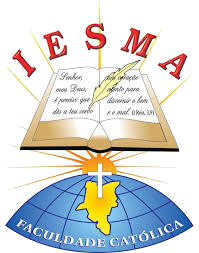 IESMA
Senhor,
meu Deus,
é preciso que
dês a teu servo
um coração
atento para
discernir o bem
e o mal. (IReis, 3,9)
FACULDADE CATÓLICA